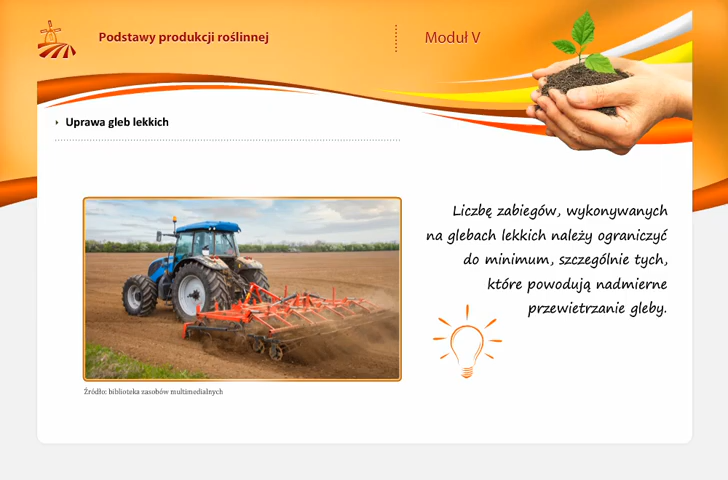 Podstawy produkcji roślinnej
Moduł V
Uprawa gleb lekkich
Liczbę zabiegów, wykonywanych
na glebach lekkich należy ograniczyć
do minimum, szczególnie tych,
które powodują nadmierne
przewietrzanie gleby.
Źródło: biblioteka zasobów multimedialnych